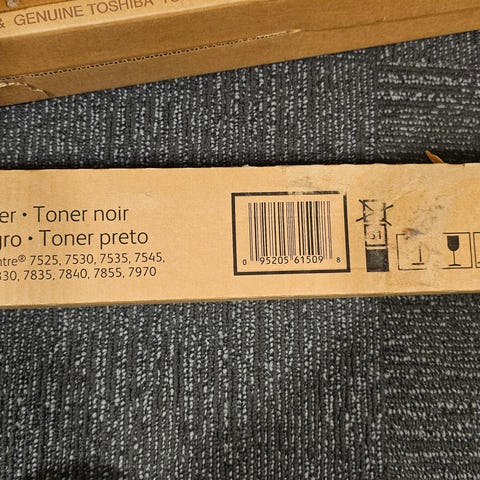 & GENUINE TOSHIBA T
er • Toner noir
gro • Toner preto
ntre® 7525, 7530, 7535, 7545,
830, 7835, 7840, 7855, 7970
0 95205 61509 8